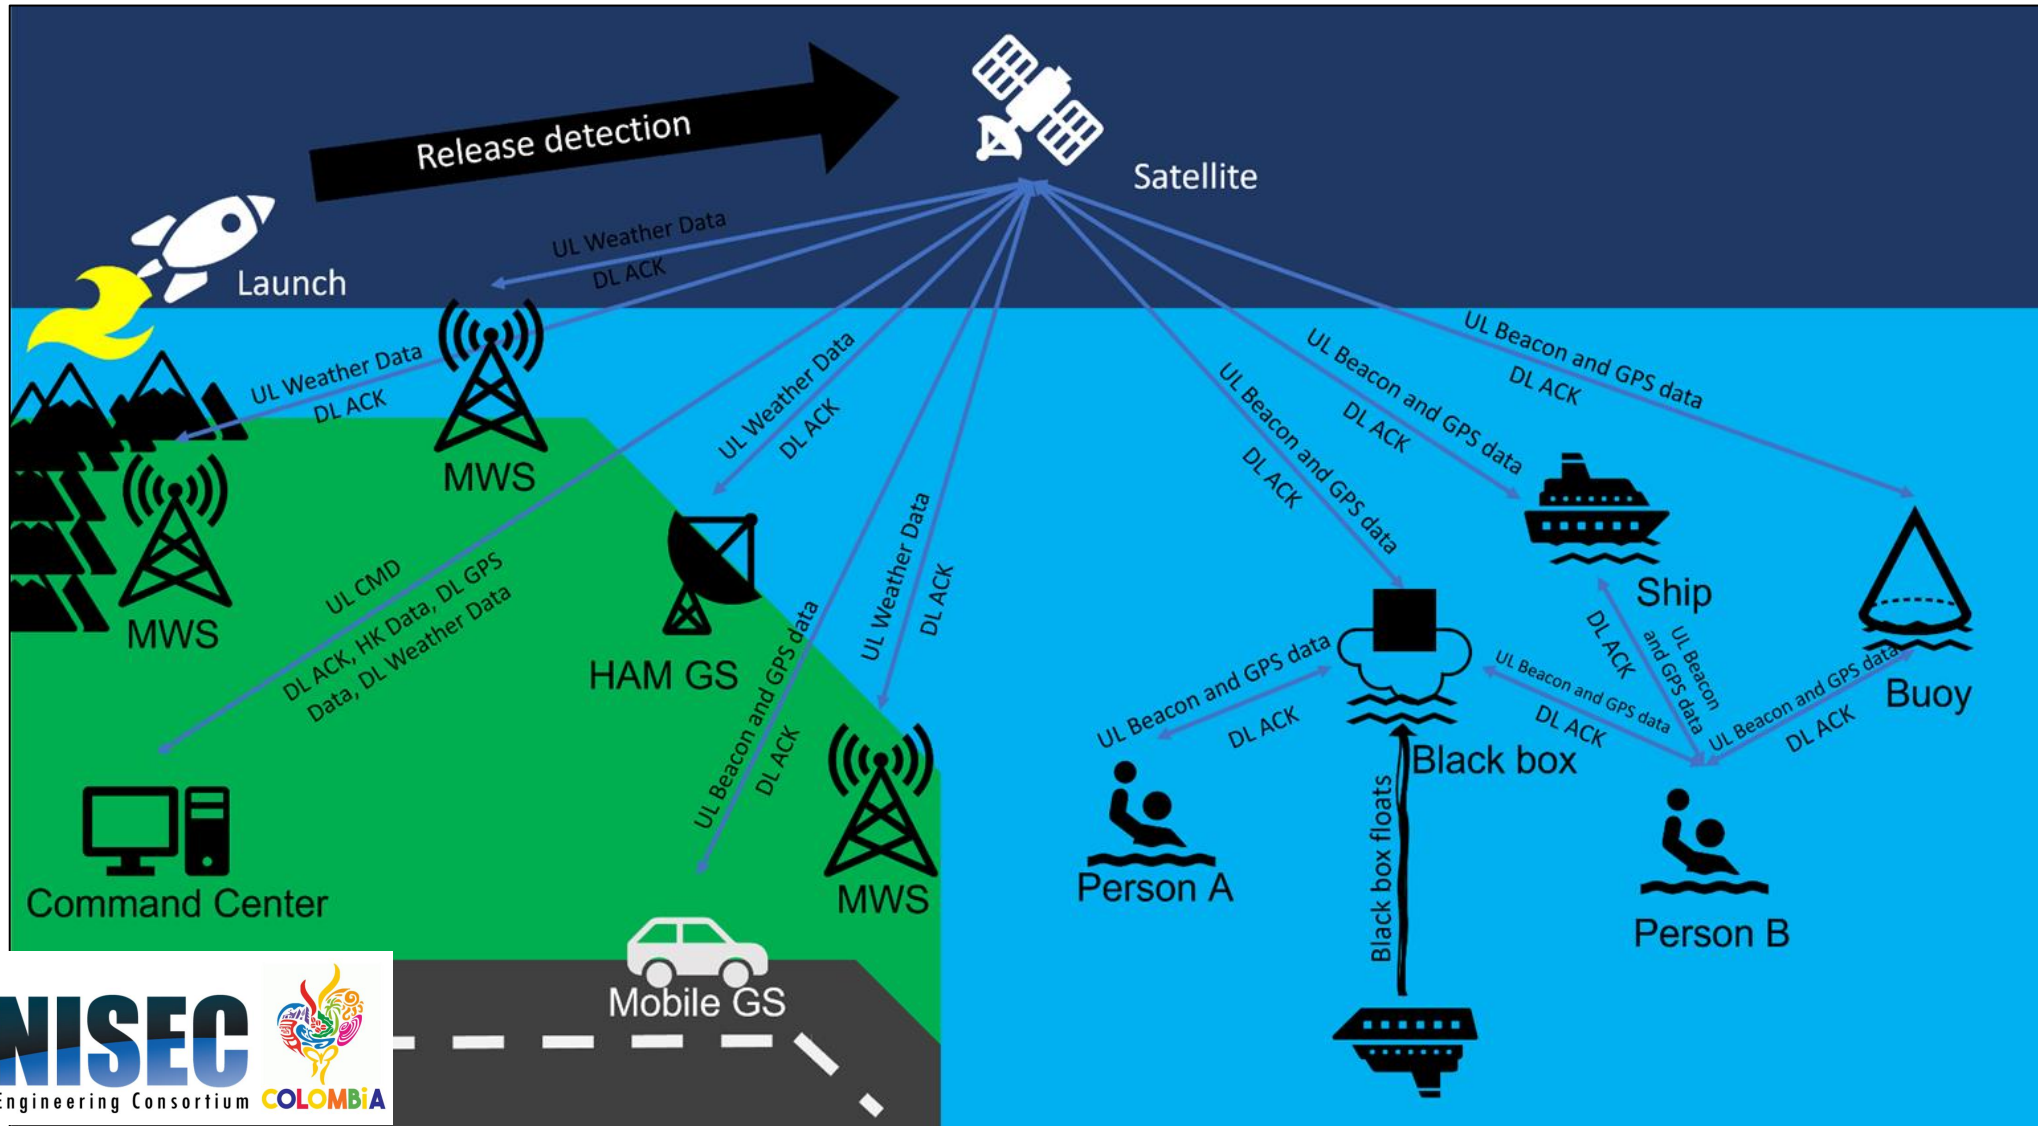 Release detection
Satellite
Launch
UL Weather Data
DL ACK
UL Weather Data
DL ACK
MWS
MWS
UL Weather Data
DL ACK
UL CMD
DL ACK, HK Data, DL GPS
Data, DL Weather Data
HAM GS
UL Weather Data
DL ACK
UL Beacon and GPS data
DL ACK
MWS
Command Center
Mobile GS
UL Beacon and GPS data
DL ACK
UL Beacon and GPS data
DL ACK
UL Beacon and GPS data
DL ACK
Ship
Buoy
UL Beacon and GPS data
DL ACK
Black box
UL Beacon and GPS data
DL ACK
UL Beacon
and GPS data
DL ACK
UL Beacon and GPS data
DL ACK
Person A
Black box floats
Person B
NISEC
Engineering Consortium
COLOMBiA